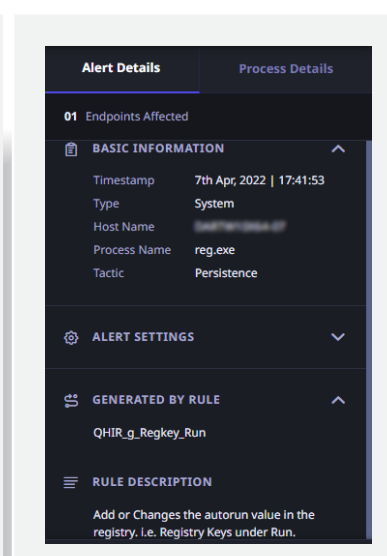 Alert Details Process Details
01 Endpoints Affected
BASIC INFORMATION
Timestamp 7th Apr, 2022 | 17:41:53
Type System
Host Name
Process Name reg.exe
Tactic Persistence
ALERT SETTINGS
GENERATED BY RULE
QHIR_g_Regkey_Run
RULE DESCRIPTION
Add or Changes the autorun value in the
registry. i.e. Registry Keys under Run.